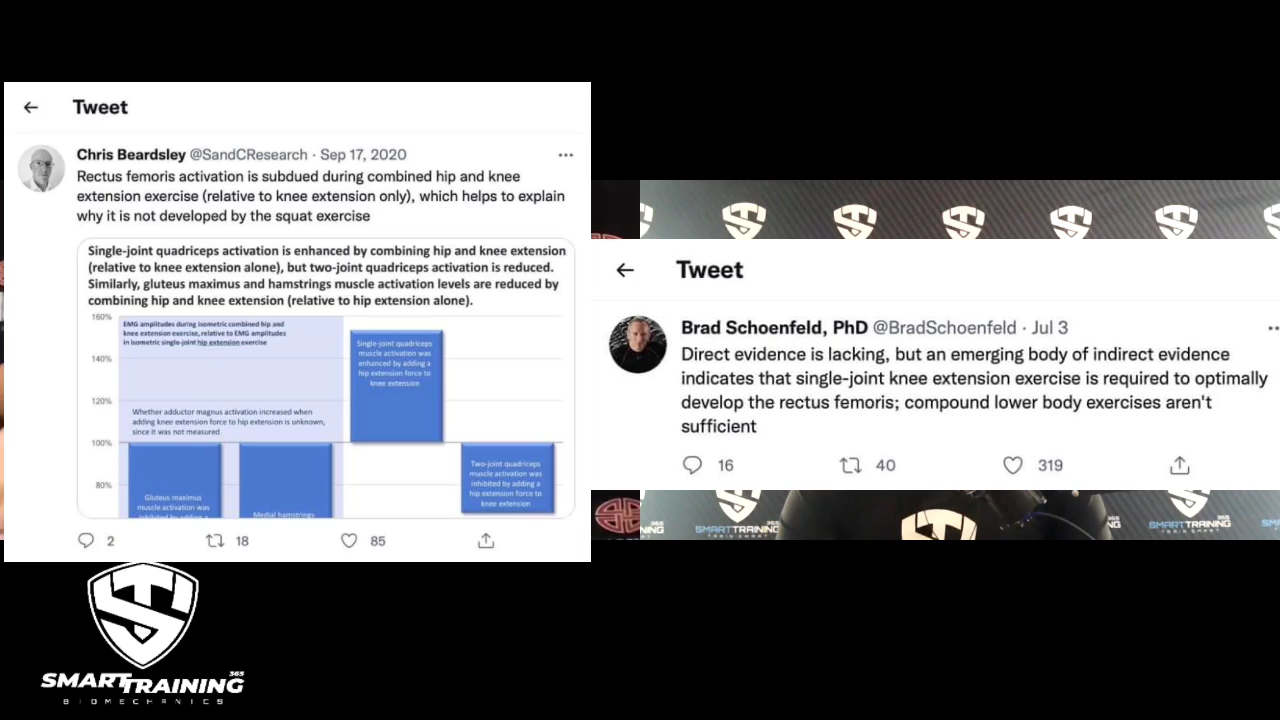 Tweet
Chris Beardsley @SandCResearch · Sep 17, 2020
Rectus femoris activation is subdued during combined hip and knee
extension exercise (relative to knee extension only), which helps to explain
why it is not developed by the squat exercise
Single-joint quadriceps activation is enhanced by combining hip and knee extension
(relative to knee extension alone), but two-joint quadriceps activation is reduced.
Similarly, gluteus maximus and hamstrings muscle activation levels are reduced by
combining hip and knee extension (relative to hip extension alone).
160%
EMG amplitudes during isometric combined hip and
knee extension exercise, relative to EMG amplitudes
in isometric single-joint hip extension exercise
Single-joint quadriceps
muscle activation was
enhanced by adding a
hip extension force to
knee extension
140%
120%
Whether adductor magnus activation increased when
adding knee extension force to hip extension is unknown,
since it was not measured
100%
80%
Gluteus maximus
muscle activation was
inhibited by adding a
Medial hamstrings
Two-joint quadriceps
muscle activation was
inhibited by adding a
hip extension force to
knee extension
2
18
85
Tweet
Brad Schoenfeld, PhD @BradSchoenfeld · Jul 3
Direct evidence is lacking, but an emerging body of indirect evidence
indicates that single-joint knee extension exercise is required to optimally
develop the rectus femoris; compound lower body exercises aren't
sufficient
16
40
319
SMARTTRAINING 365
TRAIN SMART
SMARTTRAINING 365
SMARTTRAINING 365
BIOMECHANICS